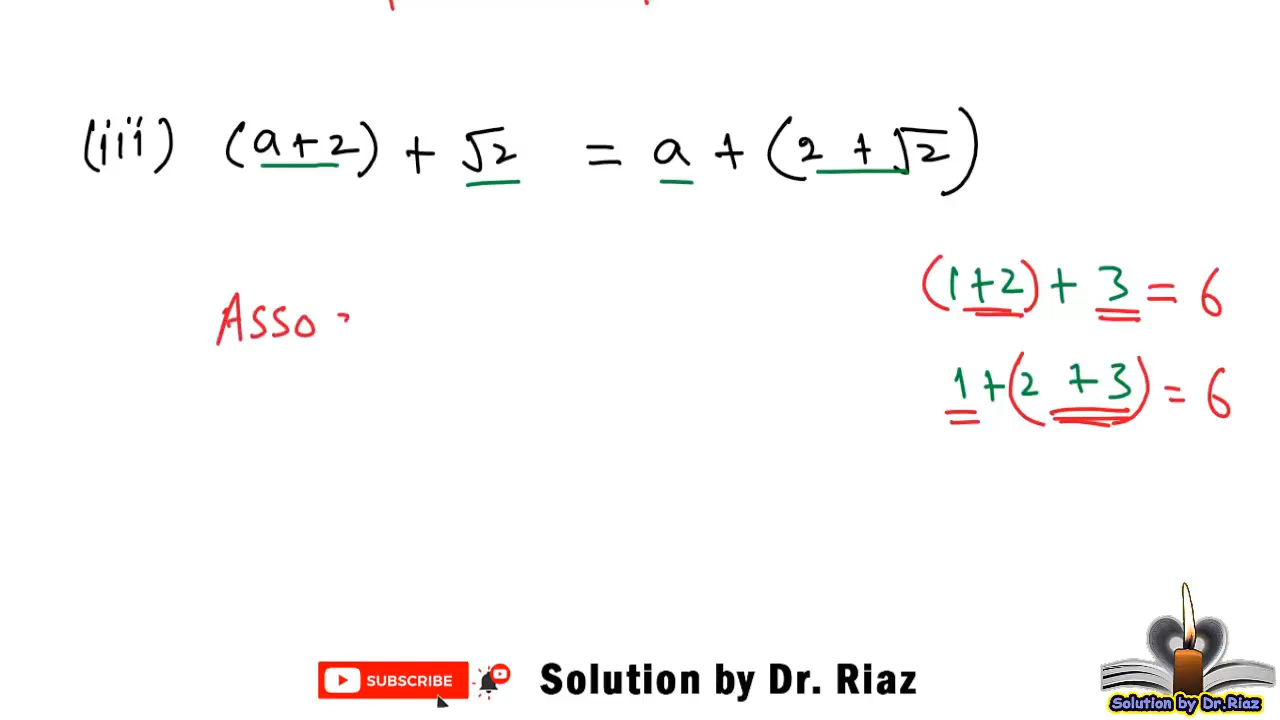 (iii) (a+2) + √2 = a + (2 + √2)
(1+2) + 3 = 6
Asso
1 + (2 + 3) = 6
SUBSCRIBE
Solution by Dr. Riaz
Solution by Dr.Riaz